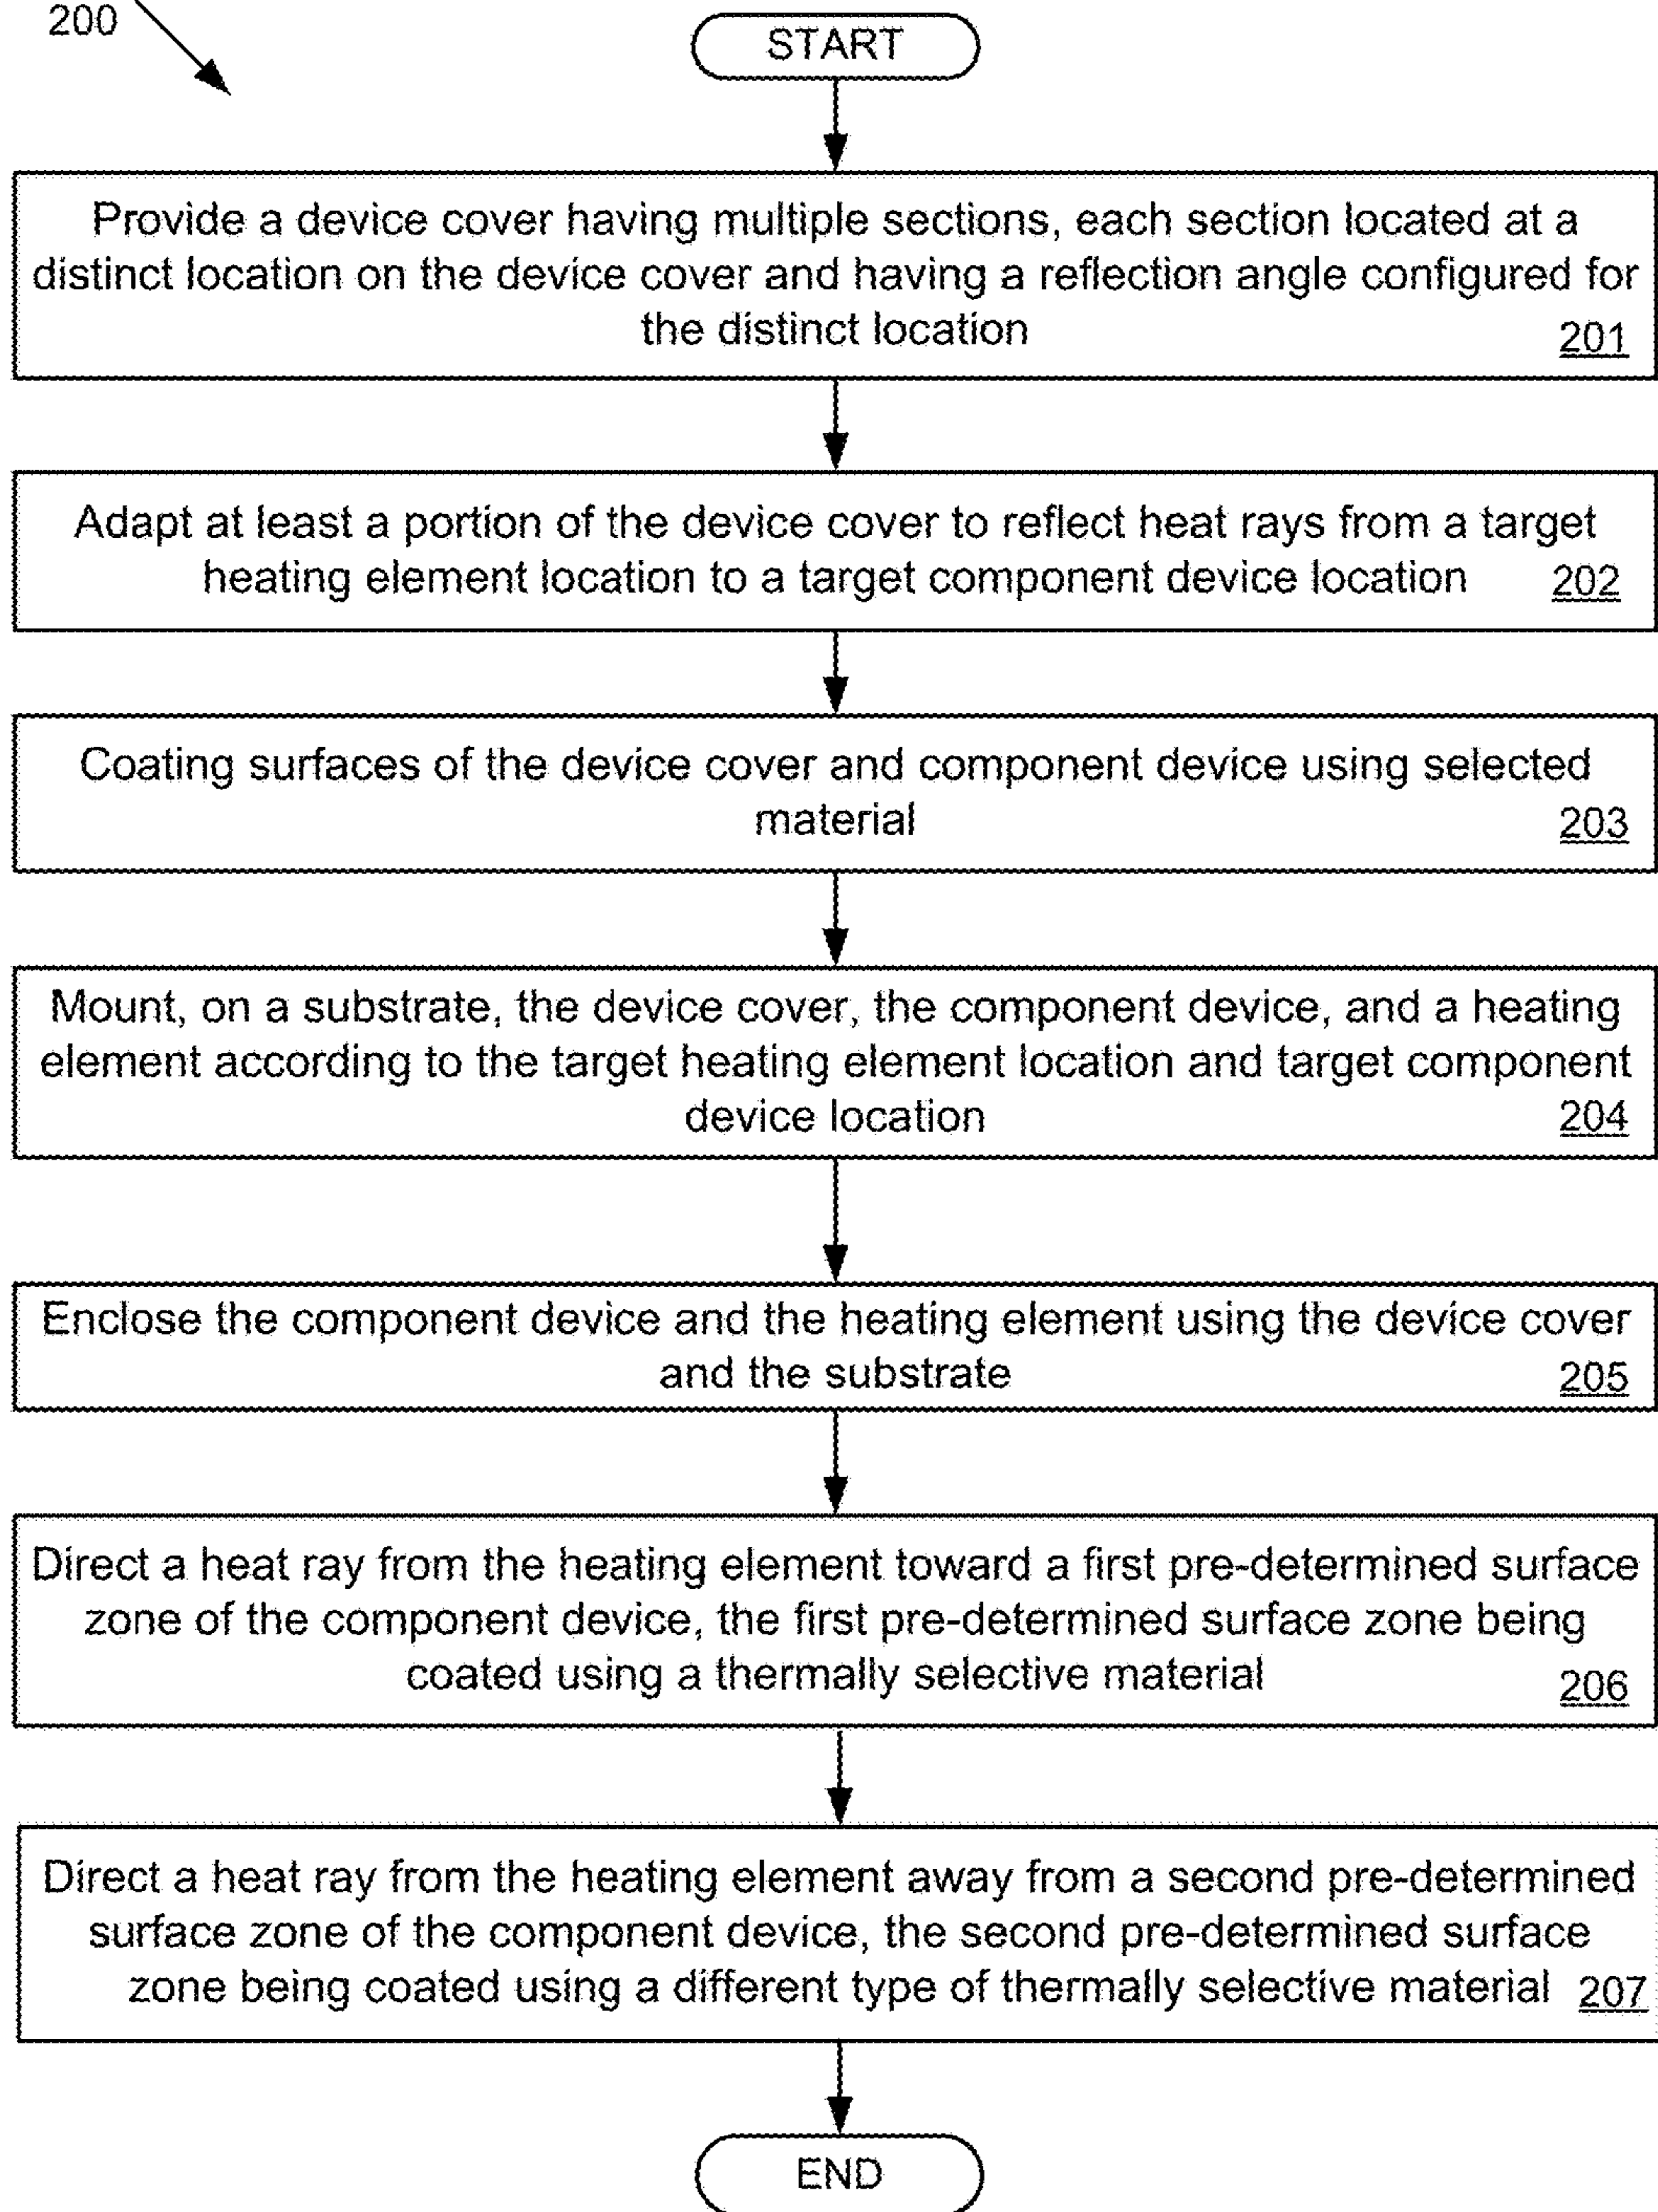 200
START
Provide a device cover having multiple sections, each section located at a
distinct location on the device cover and having a reflection angle configured for
the distinct location
201
Adapt at least a portion of the device cover to reflect heat rays from a target
heating element location to a target component device location
202
Coating surfaces of the device cover and component device using selected
material
203
Mount, on a substrate, the device cover, the component device, and a heating
element according to the target heating element location and target component
device location
204
Enclose the component device and the heating element using the device cover
and the substrate
205
Direct a heat ray from the heating element toward a first pre-determined surface
zone of the component device, the first pre-determined surface zone being
coated using a thermally selective material
206
Direct a heat ray from the heating element away from a second pre-determined
surface zone of the component device, the second pre-determined surface
zone being coated using a different type of thermally selective material
207
END